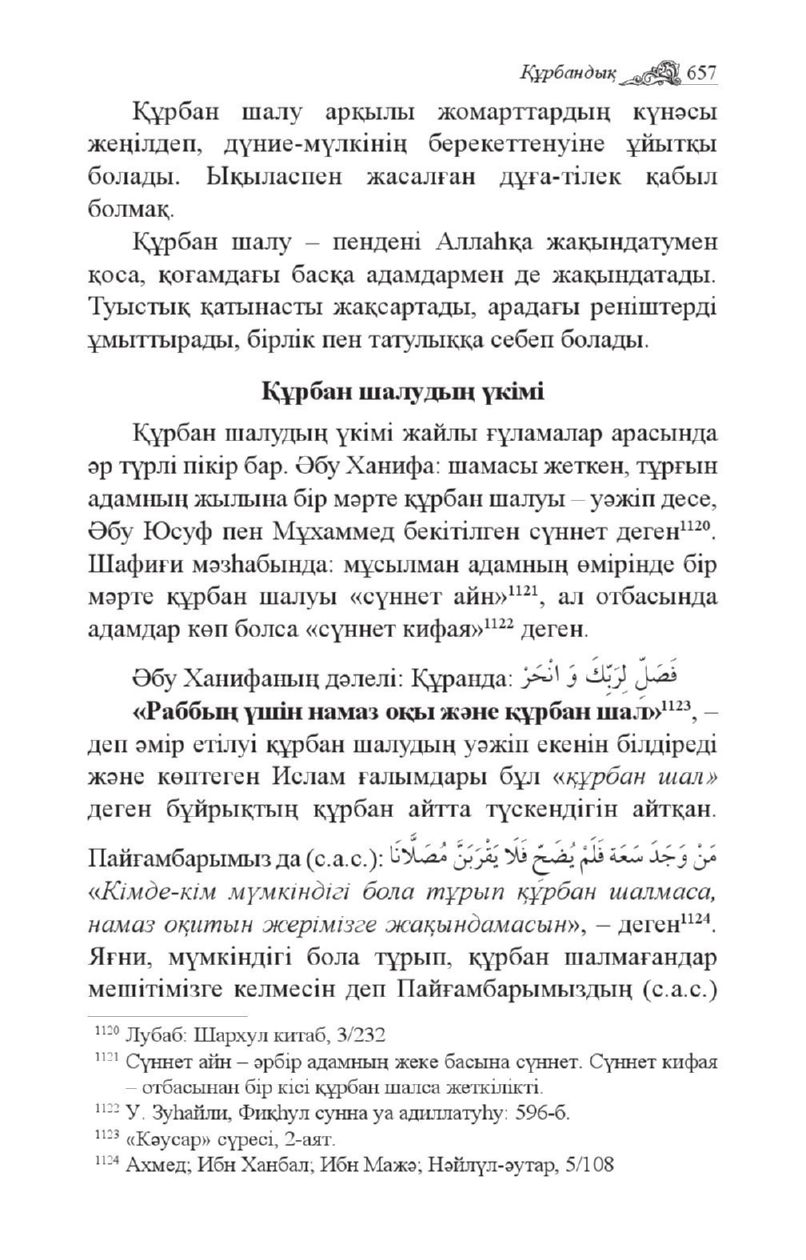 Құрбандық 657
Құрбан шалу арқылы жомарттардың күнәсы
жеңілдеп, дүние-мүлкінің берекеттенуіне ұйытқы
болады. Ықыласпен жасалған дұға-тілек қабыл
болмақ.
Құрбан шалу – пендені Аллаһқа жақындатумен
қоса, қоғамдағы басқа адамдармен де жақындатады.
Туыстық қатынасты жақсартады, арадағы реніштерді
ұмыттырады, бірлік пен татулыққа себеп болады.
Құрбан шалудың үкімі
Құрбан шалудың үкімі жайлы ғұламалар арасында
әр түрлі пікір бар. Әбу Ханифа: шамасы жеткен, тұрғын
адамның жылына бір мәрте құрбан шалуы – уәжіп десе,
Әбу Юсуф пен Мұхаммед бекітілген сүннет деген¹¹²⁰.
Шафиғи мәзһабында: мұсылман адамның өмірінде бір
мәрте құрбан шалуы «сүннет айн»¹¹²¹, ал отбасында
адамдар көп болса «сүннет кифая»¹¹²² деген.
Әбу Ханифаның дәлелі: Құранда: فَصَلِّ لِرَبِّكَ وَ انْحَرْ
«Раббың үшін намаз оқы және құрбан шал»¹¹²³, –
деп әмір етілуі құрбан шалудың уәжіп екенін білдіреді
және көптеген Ислам ғалымдары бұл «құрбан шал»
деген бұйрықтың құрбан айтта түскендігін айтқан.
Пайғамбарымыз да (с.а.с.): مَنْ وَجَدَ سَعَةً فَلَمْ يُضَحِّ فَلَا يَقْرَبَنَّ مُصَلَّانَا
«Кімде-кім мүмкіндігі бола тұрып құрбан шалмаса,
намаз оқитын жерімізге жақындамасын», – деген¹¹²⁴.
Яғни, мүмкіндігі бола тұрып, құрбан шалмағандар
мешітімізге келмесін деп Пайғамбарымыздың (с.а.с.)
¹¹²⁰ Лубаб: Шархул китаб, 3/232
¹¹²¹ Сүннет айн – әрбір адамның жеке басына сүннет. Сүннет кифая
– отбасынан бір кісі құрбан шалса жеткілікті.
¹¹²² У. Зуһайли, Фиқһул сунна уа адиллатуһу: 596-б.
¹¹²³ «Кәусар» сүресі, 2-аят.
¹¹²⁴ Ахмед; Ибн Ханбал; Ибн Мажә; Нәйлүл-әутар, 5/108